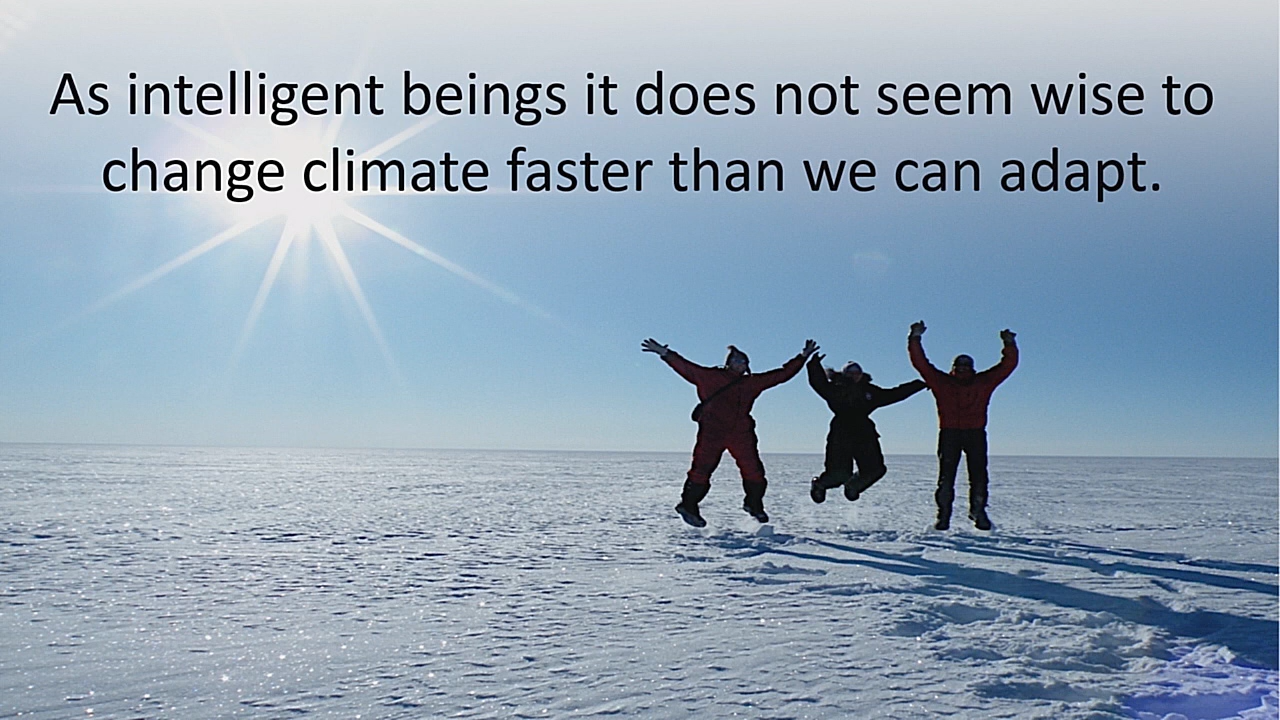 As intelligent beings it does not seem wise to
change climate faster than we can adapt.